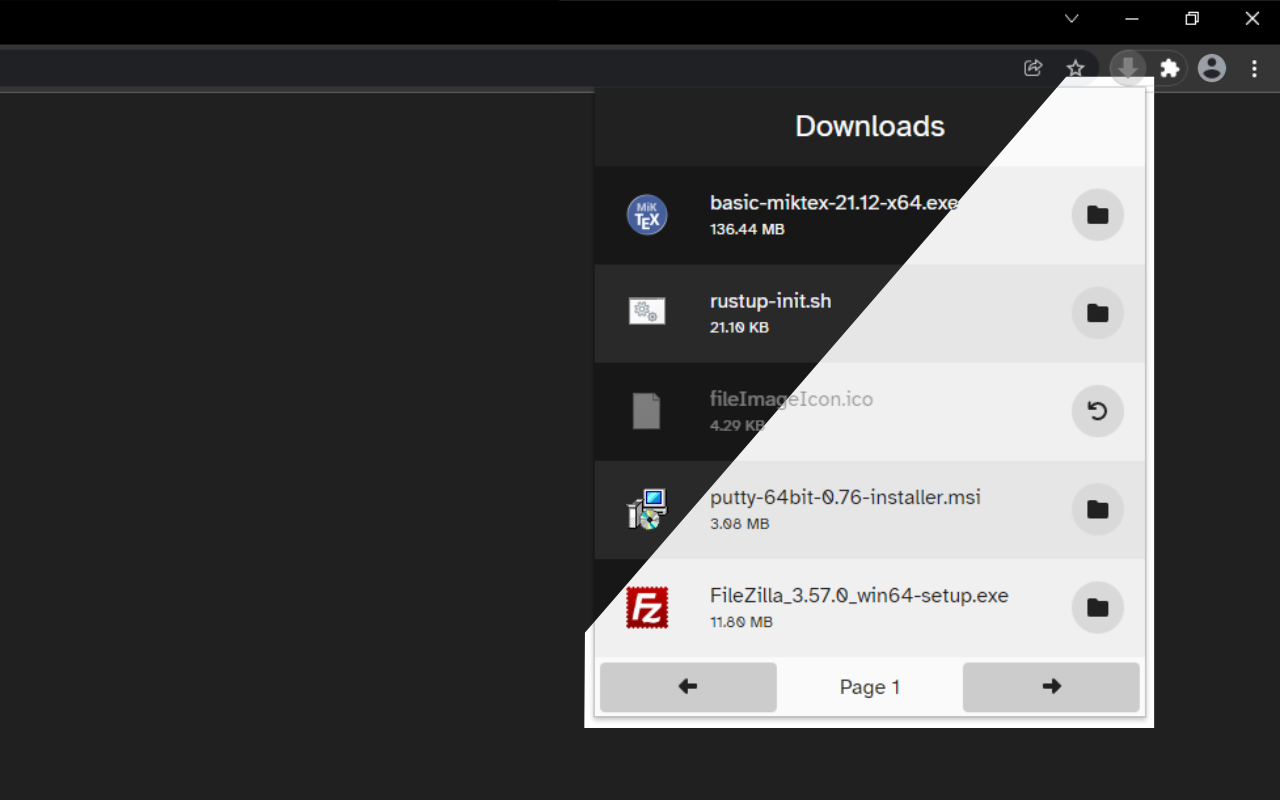 Downloads
MiK
TEX
basic-miktex-21.12-x64.exe
136.44 MB
rustup-init.sh
21.10 KB
fileImageIcon.ico
4.29 KB
putty-64bit-0.76-installer.msi
3.08 MB
Fz
FileZilla_3.57.0_win64-setup.exe
11.80 MB
Page 1